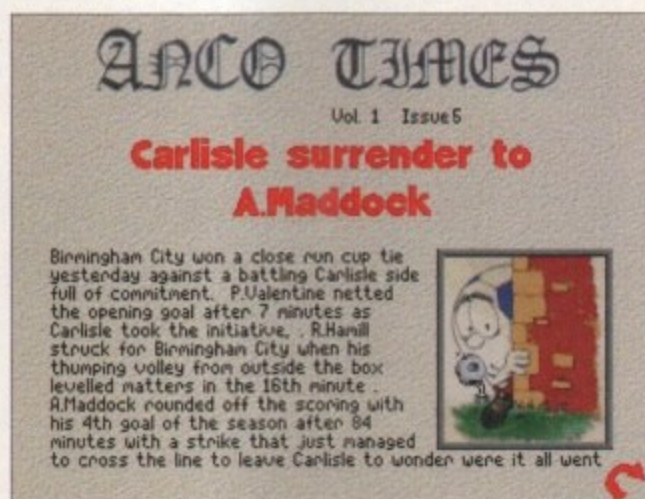 ANCO TIMES
Vol. 1 Issue 5
Carlisle surrender to
A.Maddock
Birmingham City won a close run cup tie
yesterday against a battling Carlisle side
full of commitment. P.Valentine netted
the opening goal after 7 minutes as
Carlisle took the initiative, . R.Hamill
struck for Birmingham City when his
thumping volley from outside the box
levelled matters in the 16th minute .
A.Maddock rounded off the scoring with
his 4th goal of the season after 84
minutes with a strike that just managed
to cross the line to leave Carlisle to wonder were it all went